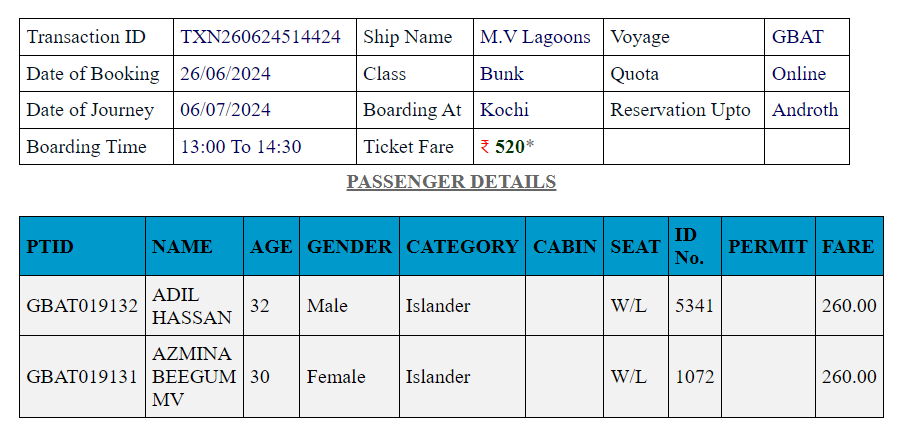 Transaction ID TXN260624514424 Ship Name M.V Lagoons Voyage GBAT
Date of Booking 26/06/2024 Class Bunk Quota Online
Date of Journey 06/07/2024 Boarding At Kochi Reservation Upto Androth
Boarding Time 13:00 To 14:30 Ticket Fare ₹ 520*
PASSENGER DETAILS
PTID NAME AGE GENDER CATEGORY CABIN SEAT ID No. PERMIT FARE
GBAT019132 ADIL HASSAN 32 Male Islander W/L 5341 260.00
GBAT019131 AZMINA BEEGUM MV 30 Female Islander W/L 1072 260.00